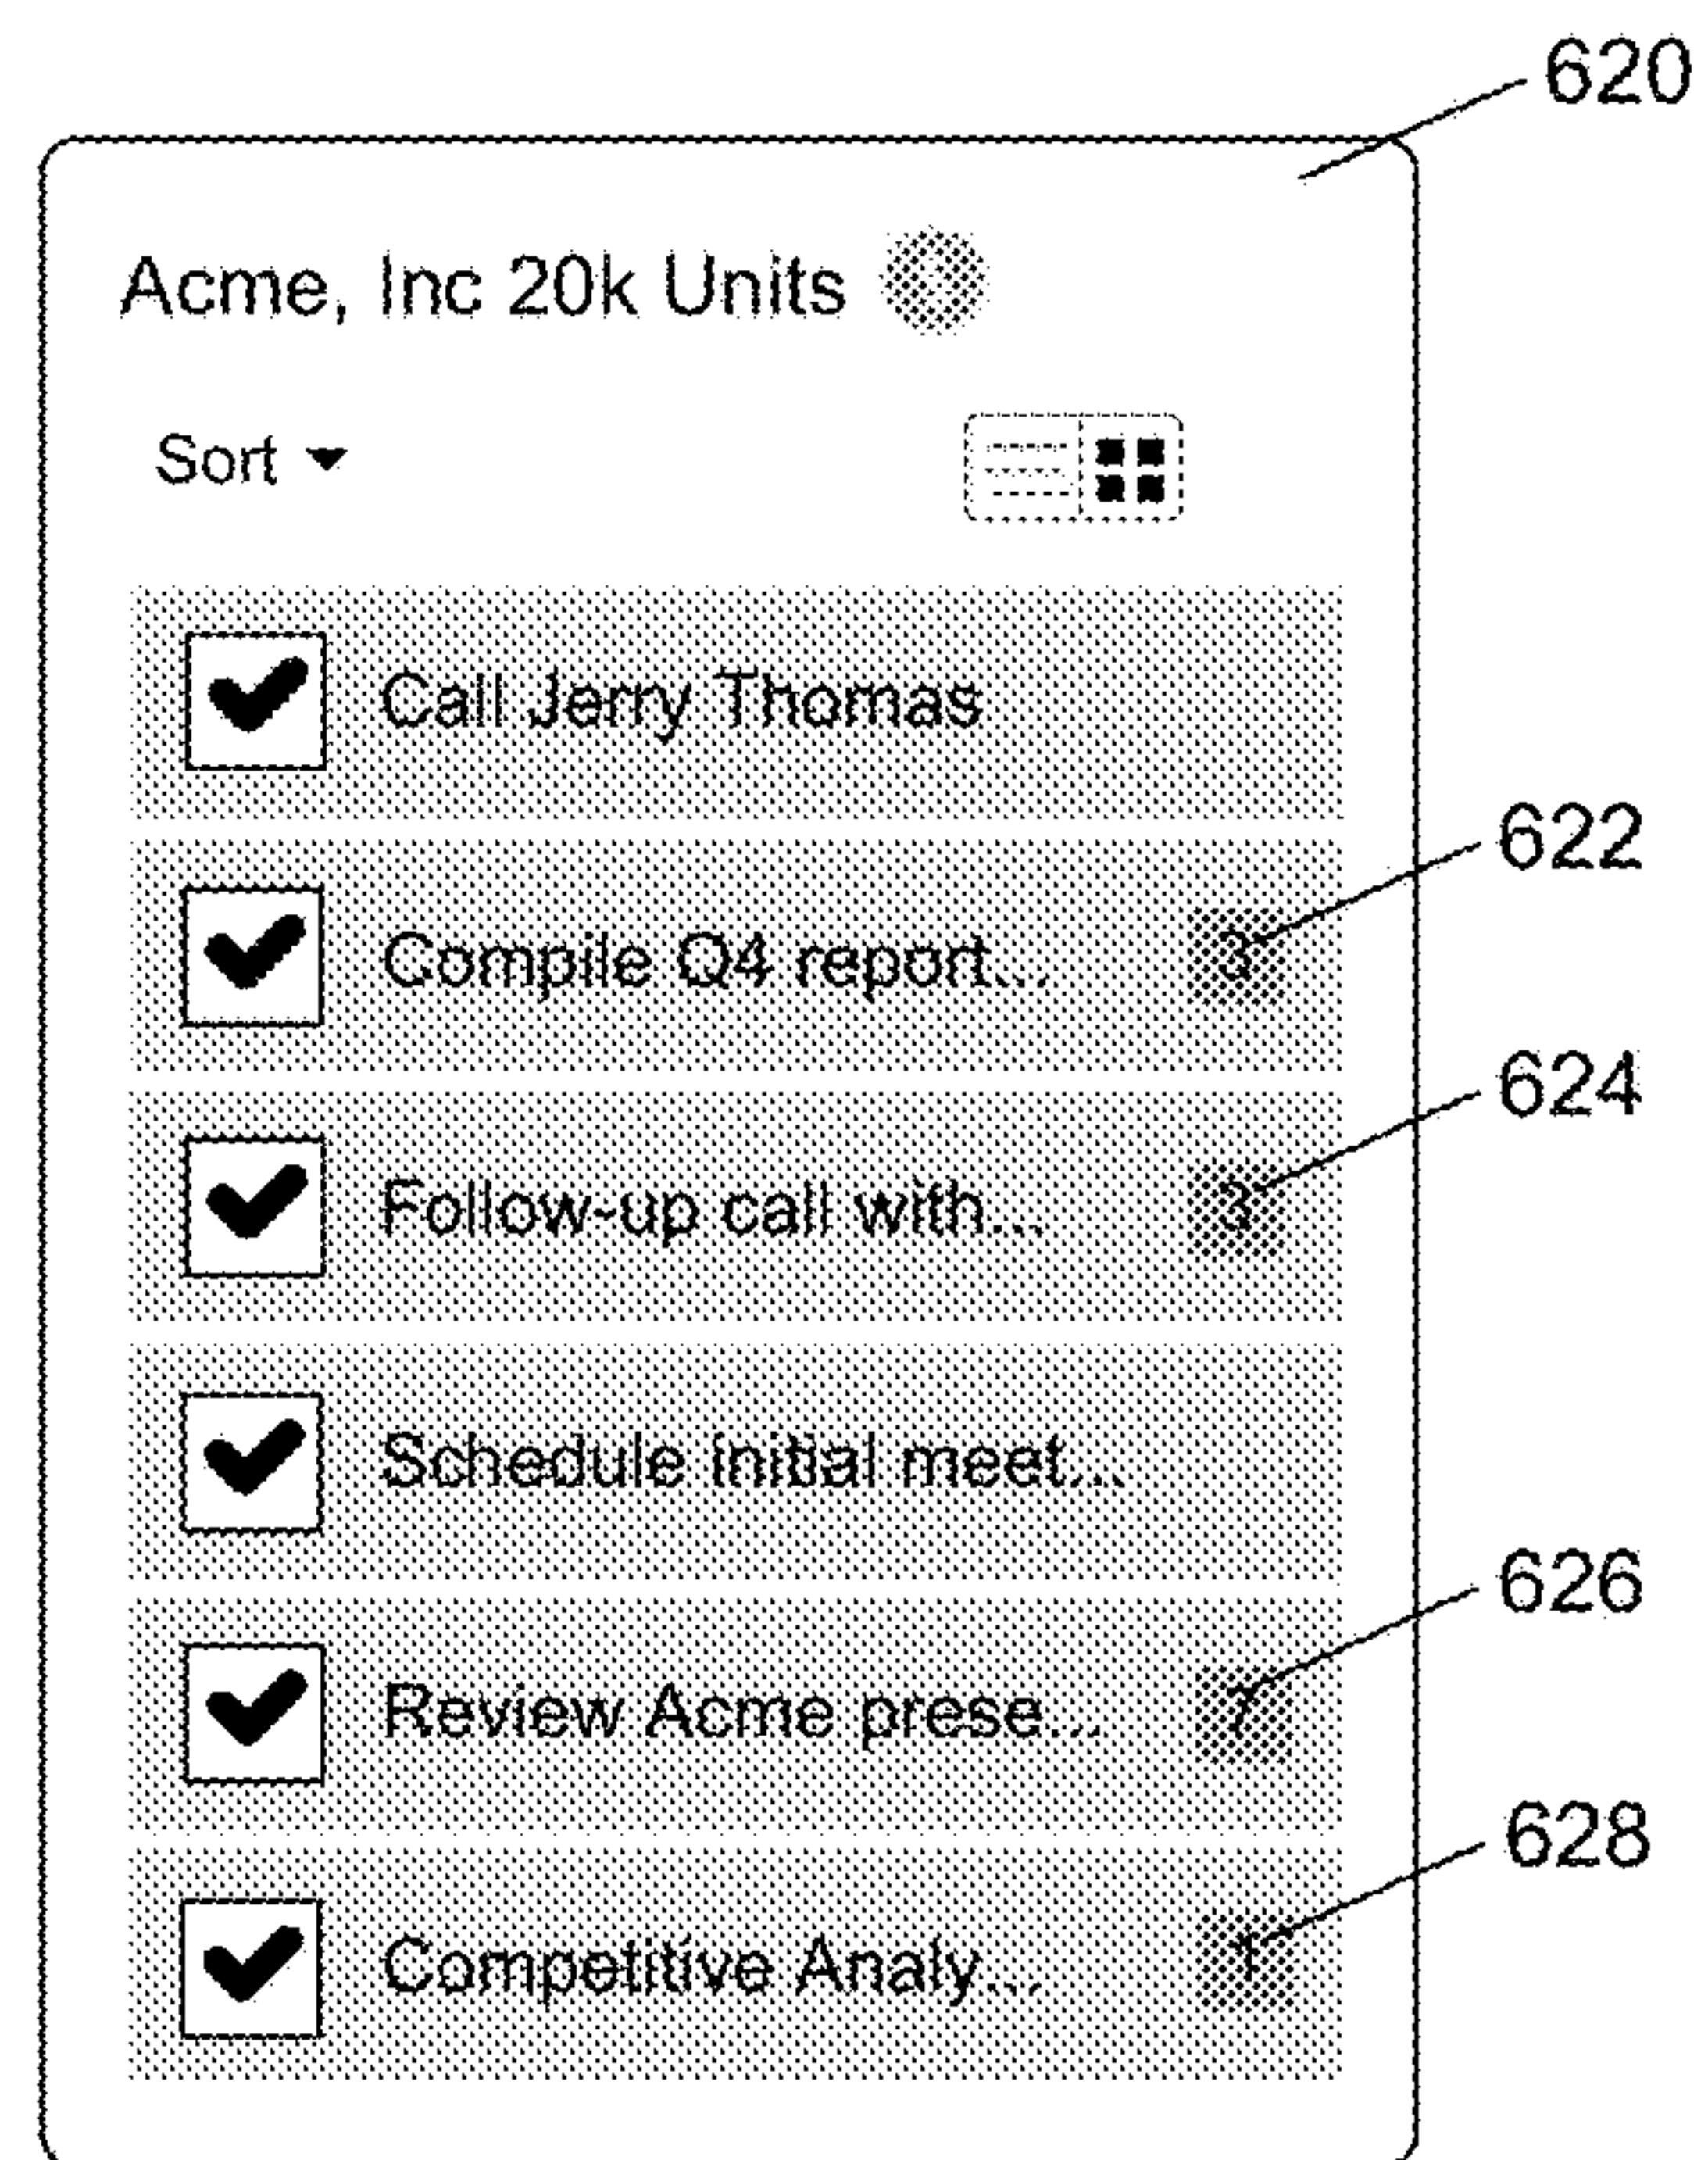 620
Acme, Inc 20k Units
Sort
Call Jerry Thomas
622
Compile Q4 report... 3
624
Follow-up call with... 3
Schedule initial meet...
626
Review Acme prese... 7
628
Competitive Analy... 1